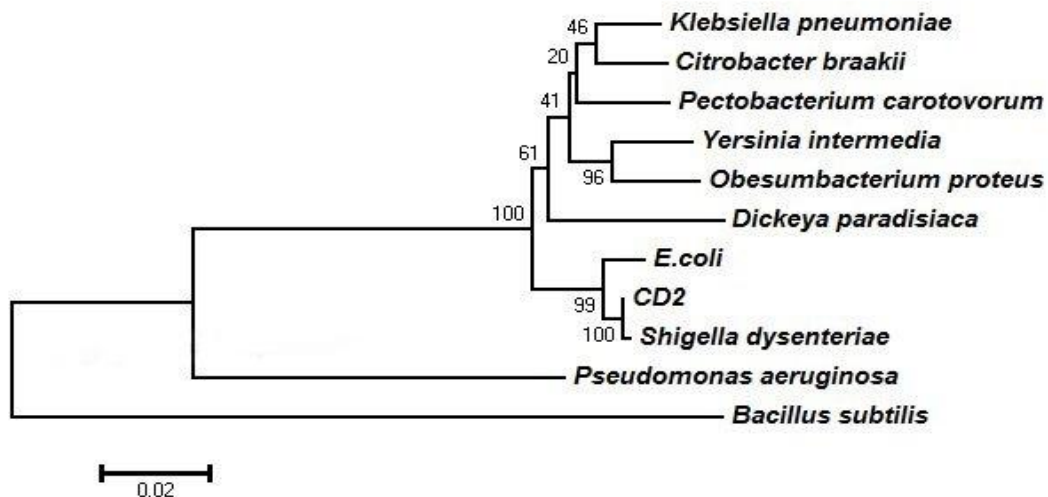 Klebsiella pneumoniae
46
Citrobacter braakii
20
Pectobacterium carotovorum
41
Yersinia intermedia
61
96
Obesumbacterium proteus
100
Dickeya paradisiaca
E.coli
99
CD2
100
Shigella dysenteriae
Pseudomonas aeruginosa
Bacillus subtilis
0.02